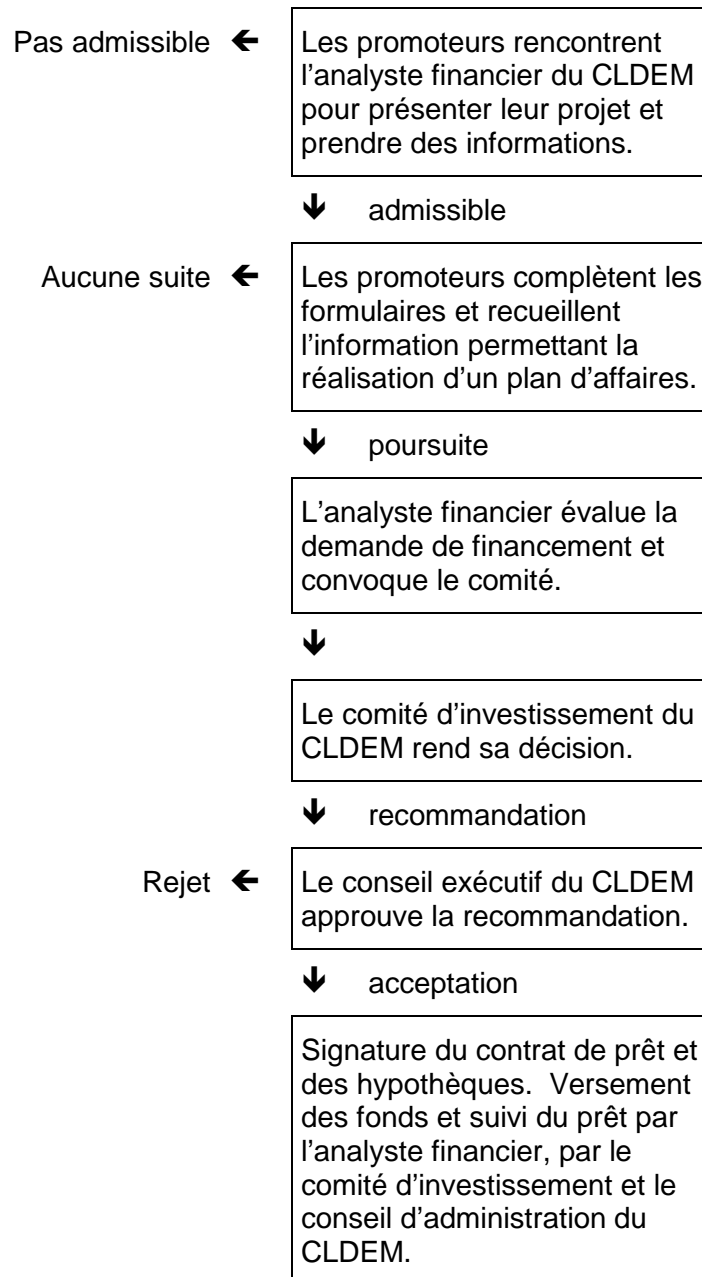 Pas admissible ← Les promoteurs rencontrent
l’analyste financier du CLDEM
pour présenter leur projet et
prendre des informations.
↓ admissible
Aucune suite ← Les promoteurs complètent les
formulaires et recueillent
l’information permettant la
réalisation d’un plan d’affaires.
↓ poursuite
L’analyste financier évalue la
demande de financement et
convoque le comité.
↓
Le comité d’investissement du
CLDEM rend sa décision.
↓ recommandation
Rejet ← Le conseil exécutif du CLDEM
approuve la recommandation.
↓ acceptation
Signature du contrat de prêt et
des hypothèques. Versement
des fonds et suivi du prêt par
l’analyste financier, par le
comité d’investissement et le
conseil d’administration du
CLDEM.